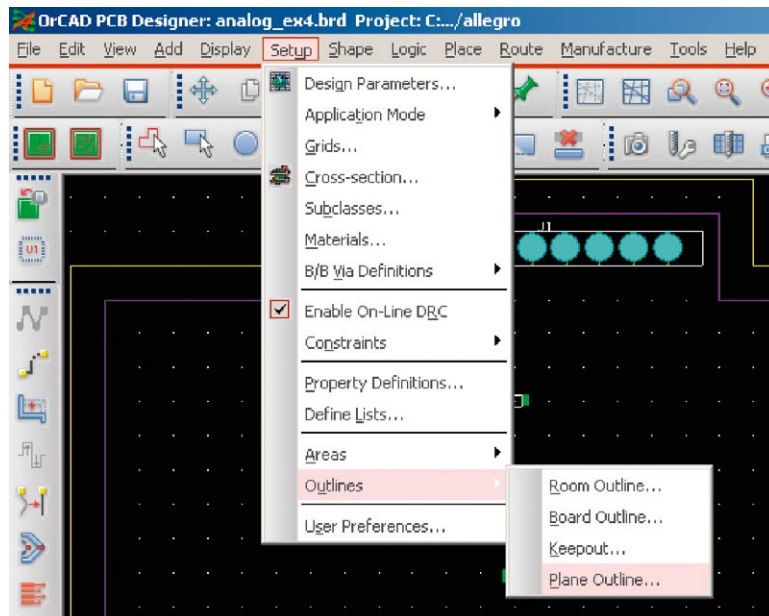 OrCAD PCB Designer: analog_ex4.brd Project: C:.../allegro
File Edit View Add Display Setup Shape Logic Place Route Manufacture Tools Help
Design Parameters...
Application Mode
Grids...
Cross-section...
Subclasses...
Materials...
B/B Via Definitions
Enable On-Line DRC
Constraints
Property Definitions...
Define Lists...
Areas
Outlines
User Preferences...
Room Outline...
Board Outline...
Keepout...
Plane Outline...
U1
J1